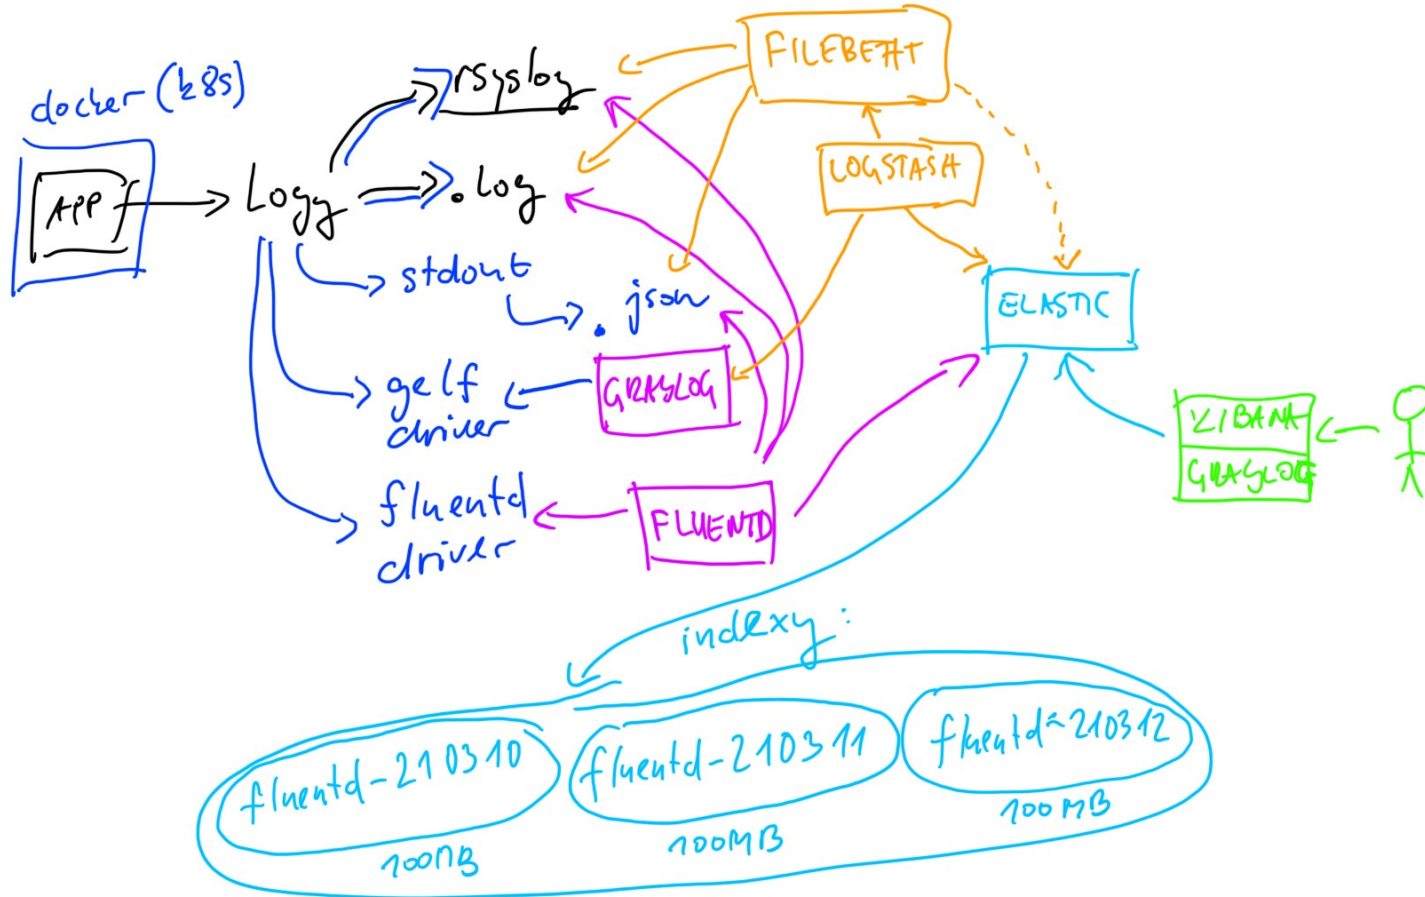 FILEBEAT
docker (k8s)
rsyslog
APP
Logy
.log
LOGSTASH
stdout
.json
ELASTIC
gelf
driver
GRAYLOG
KIBANA
GRAYLOG
fluentd
driver
FLUENTD
indexy:
fluentd-210310
fluentd-210311
fluentd-210312
100MB
100MB
100MB